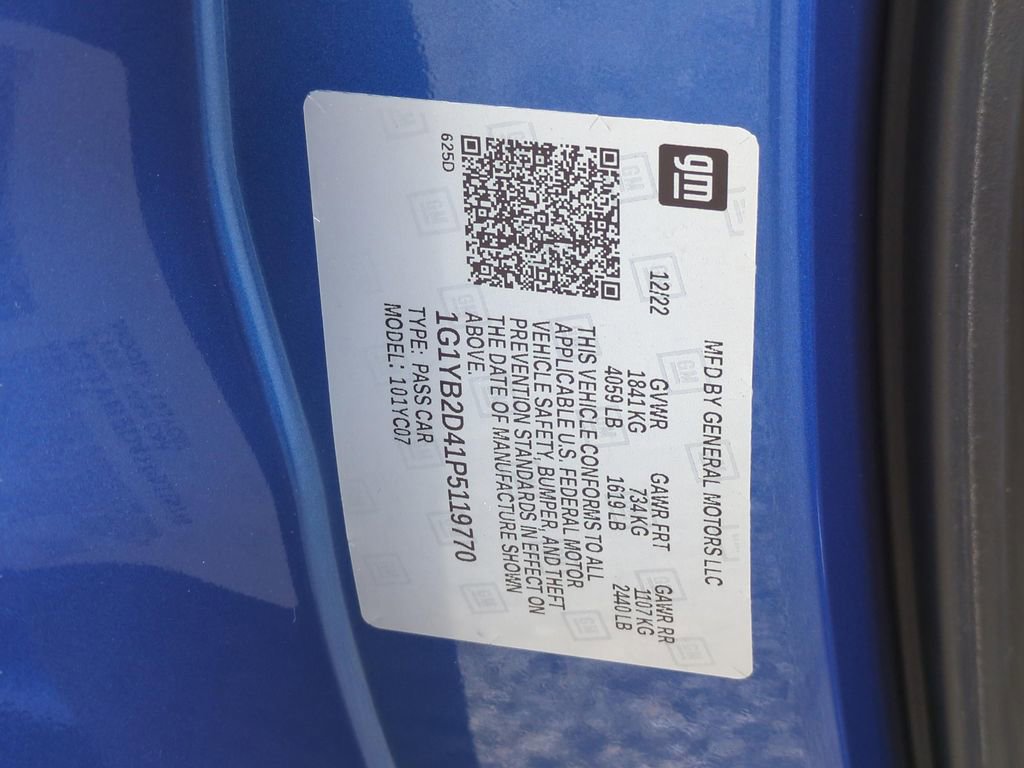 gm
MFD BY GENERAL MOTORS LLC
12/22
GVWR GAWR FRT GAWR RR
1841 KG 734 KG 1107 KG
4059 LB 1619 LB 2440 LB
THIS VEHICLE CONFORMS TO ALL
APPLICABLE U.S. FEDERAL MOTOR
VEHICLE SAFETY, BUMPER, AND THEFT
PREVENTION STANDARDS IN EFFECT ON
THE DATE OF MANUFACTURE SHOWN
ABOVE.
625D
1G1YB2D41P5119770
TYPE: PASS CAR
MODEL: 101YC07